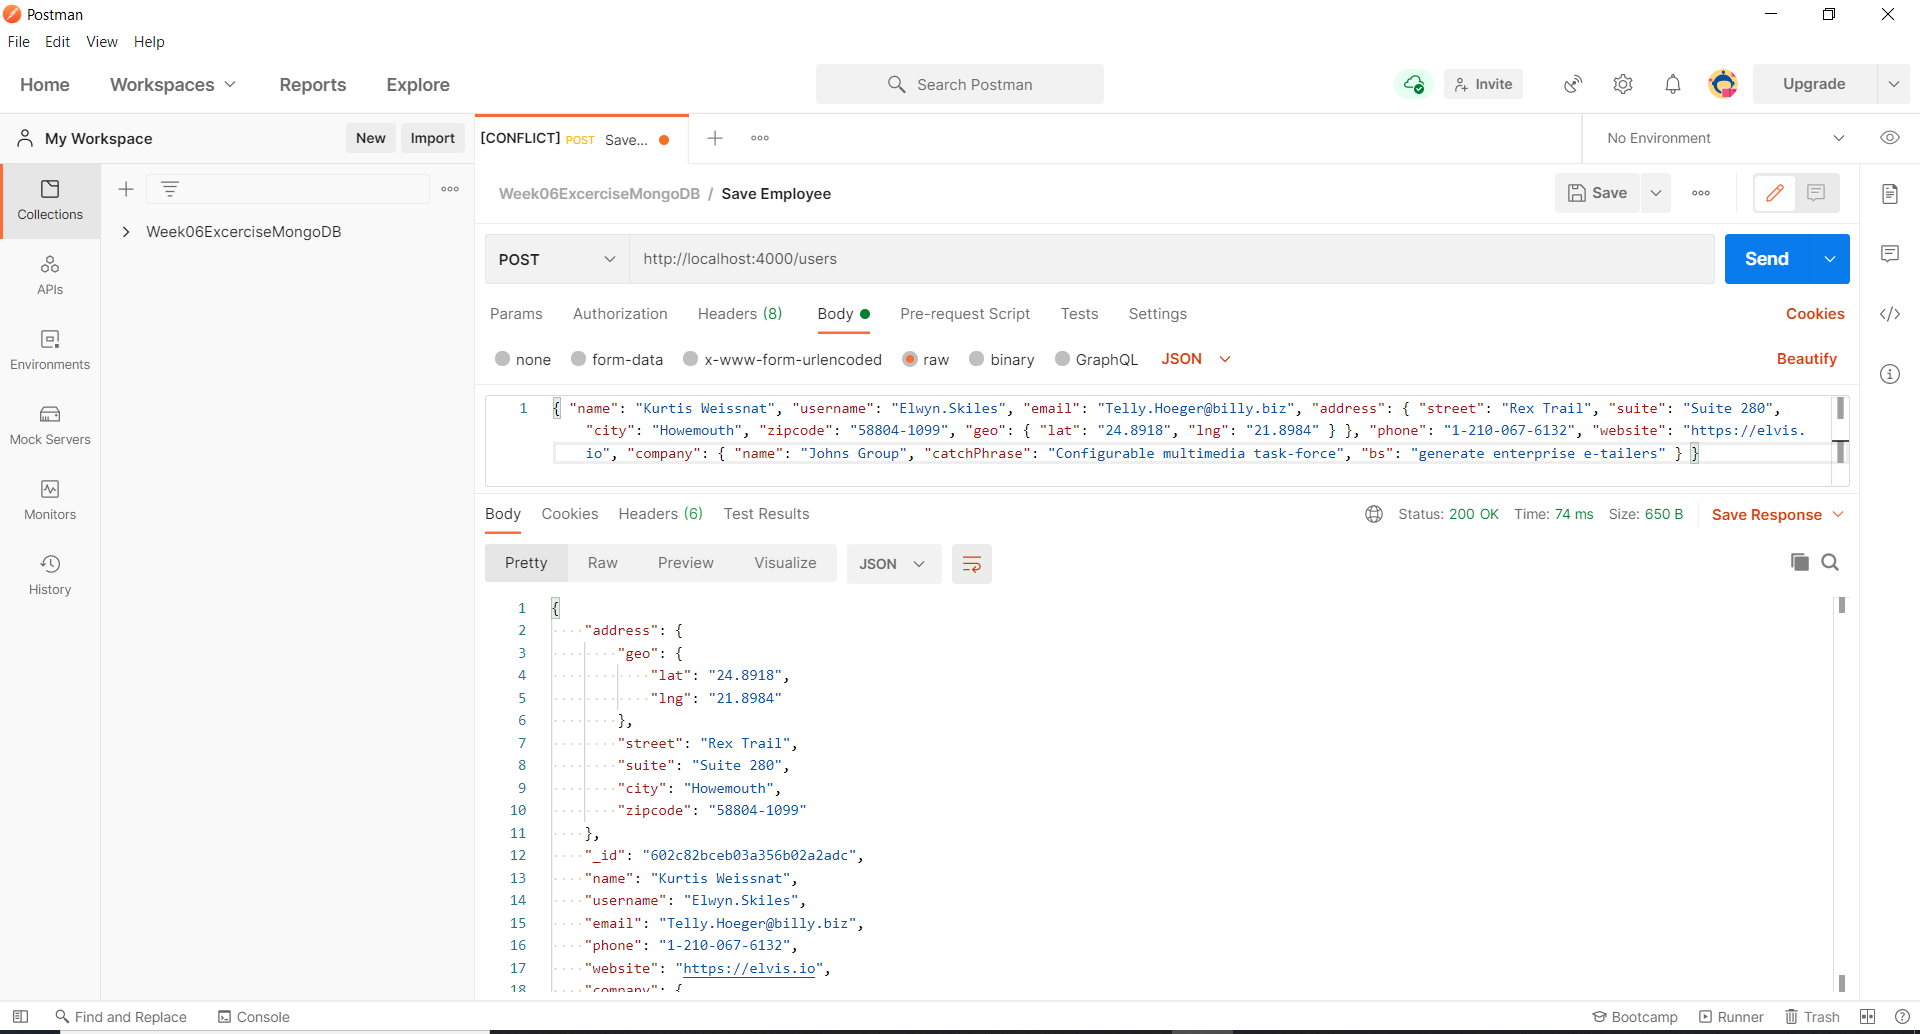 Postman
File Edit View Help
Home Workspaces Reports Explore Search Postman Invite Upgrade
My Workspace New Import [CONFLICT] POST Save... No Environment
Collections
APIs
Environments
Mock Servers
Monitors
History
Week06ExcerciseMongoDB
Week06ExcerciseMongoDB / Save Employee Save
POST http://localhost:4000/users Send
Params Authorization Headers (8) Body Pre-request Script Tests Settings Cookies
none form-data x-www-form-urlencoded raw binary GraphQL JSON Beautify
1 { "name": "Kurtis Weissnat", "username": "Elwyn.Skiles", "email": "Telly.Hoeger@billy.biz", "address": { "street": "Rex Trail", "suite": "Suite 280",
"city": "Howemouth", "zipcode": "58804-1099", "geo": { "lat": "24.8918", "lng": "21.8984" } }, "phone": "1-210-067-6132", "website": "https://elvis.
io", "company": { "name": "Johns Group", "catchPhrase": "Configurable multimedia task-force", "bs": "generate enterprise e-tailers" } }
Body Cookies Headers (6) Test Results Status: 200 OK Time: 74 ms Size: 650 B Save Response
Pretty Raw Preview Visualize JSON
1 {
2 "address": {
3 "geo": {
4 "lat": "24.8918",
5 "lng": "21.8984"
6 },
7 "street": "Rex Trail",
8 "suite": "Suite 280",
9 "city": "Howemouth",
10 "zipcode": "58804-1099"
11 },
12 "_id": "602c82bceb03a356b02a2adc",
13 "name": "Kurtis Weissnat",
14 "username": "Elwyn.Skiles",
15 "email": "Telly.Hoeger@billy.biz",
16 "phone": "1-210-067-6132",
17 "website": "https://elvis.io",
18 "company": {
Find and Replace Console Bootcamp Runner Trash